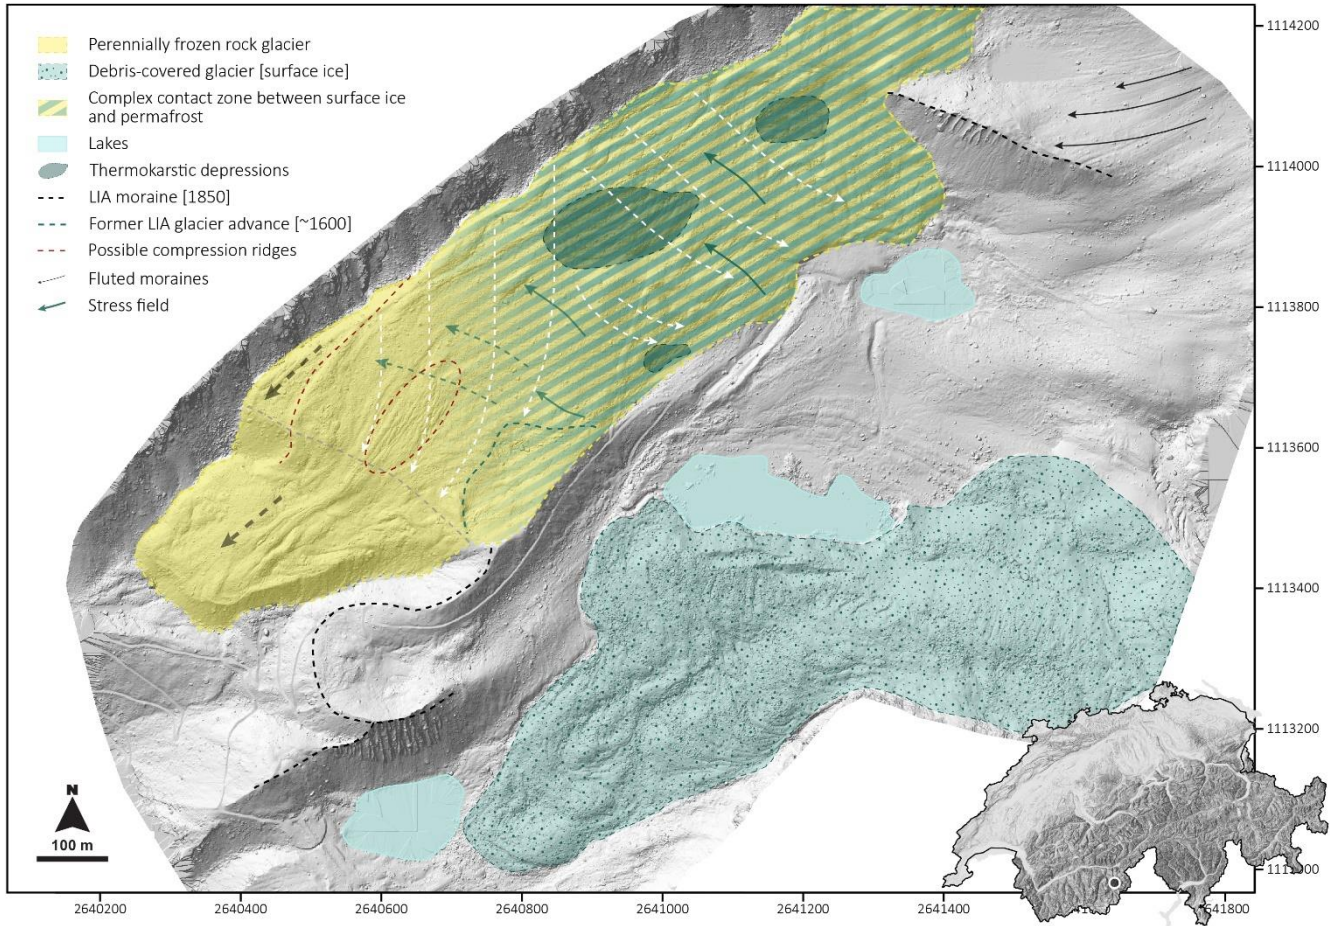 Perennially frozen rock glacier
Debris-covered glacier [surface ice]
Complex contact zone between surface ice
and permafrost
Lakes
Thermokarstic depressions
LIA moraine [1850]
Former LIA glacier advance [~1600]
Possible compression ridges
Fluted moraines
Stress field
N
100 m
1114200
1114000
1113800
1113600
1113400
1113200
2640200
2640400
2640600
2640800
2641000
2641200
2641400
2641800